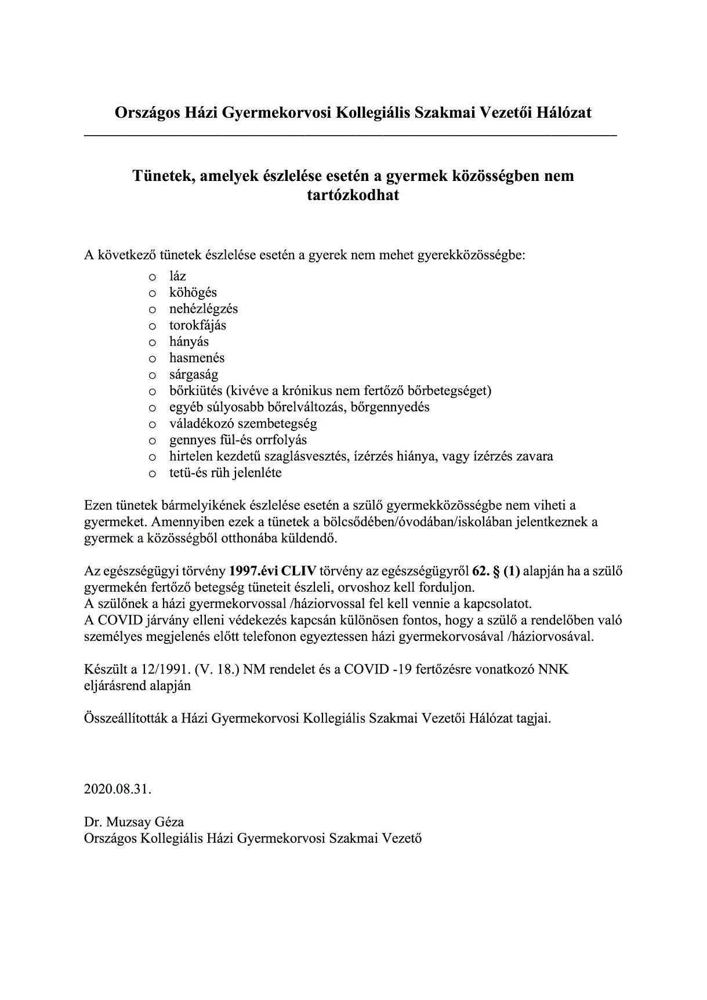 Országos Házi Gyermekorvosi Kollegiális Szakmai Vezetői Hálózat
Tünetek, amelyek észlelése esetén a gyermek közösségben nem
tartózkodhat
A következő tünetek észlelése esetén a gyerek nem mehet gyerekközösségbe:
o láz
o köhögés
o nehézlégzés
o torokfájás
o hányás
o hasmenés
o sárgaság
o bőrkiütés (kivéve a krónikus nem fertőző bőrbetegséget)
o egyéb súlyosabb bőrelváltozás, bőrgennyedés
o váladékozó szembetegség
o gennyes fül-és orrfolyás
o hirtelen kezdetű szaglásvesztés, ízérzés hiánya, vagy ízérzés zavara
o tetü-és rüh jelenléte
Ezen tünetek bármelyikének észlelése esetén a szülő gyermekközösségbe nem viheti a
gyermeket. Amennyiben ezek a tünetek a bölcsődében/óvodában/iskolában jelentkeznek a
gyermek a közösségből otthonába küldendő.
Az egészségügyi törvény 1997.évi CLIV törvény az egészségügyről 62. § (1) alapján ha a szülő
gyermekén fertőző betegség tüneteit észleli, orvoshoz kell forduljon.
A szülőnek a házi gyermekorvossal /háziorvossal fel kell vennie a kapcsolatot.
A COVID járvány elleni védekezés kapcsán különösen fontos, hogy a szülő a rendelőben való
személyes megjelenés előtt telefonon egyeztessen házi gyermekorvosával /háziorvosával.
Készült a 12/1991. (V. 18.) NM rendelet és a COVID -19 fertőzésre vonatkozó NNK
eljárásrend alapján
Összeállították a Házi Gyermekorvosi Kollegiális Szakmai Vezetői Hálózat tagjai.
2020.08.31.
Dr. Muzsay Géza
Országos Kollegiális Házi Gyermekorvosi Szakmai Vezető